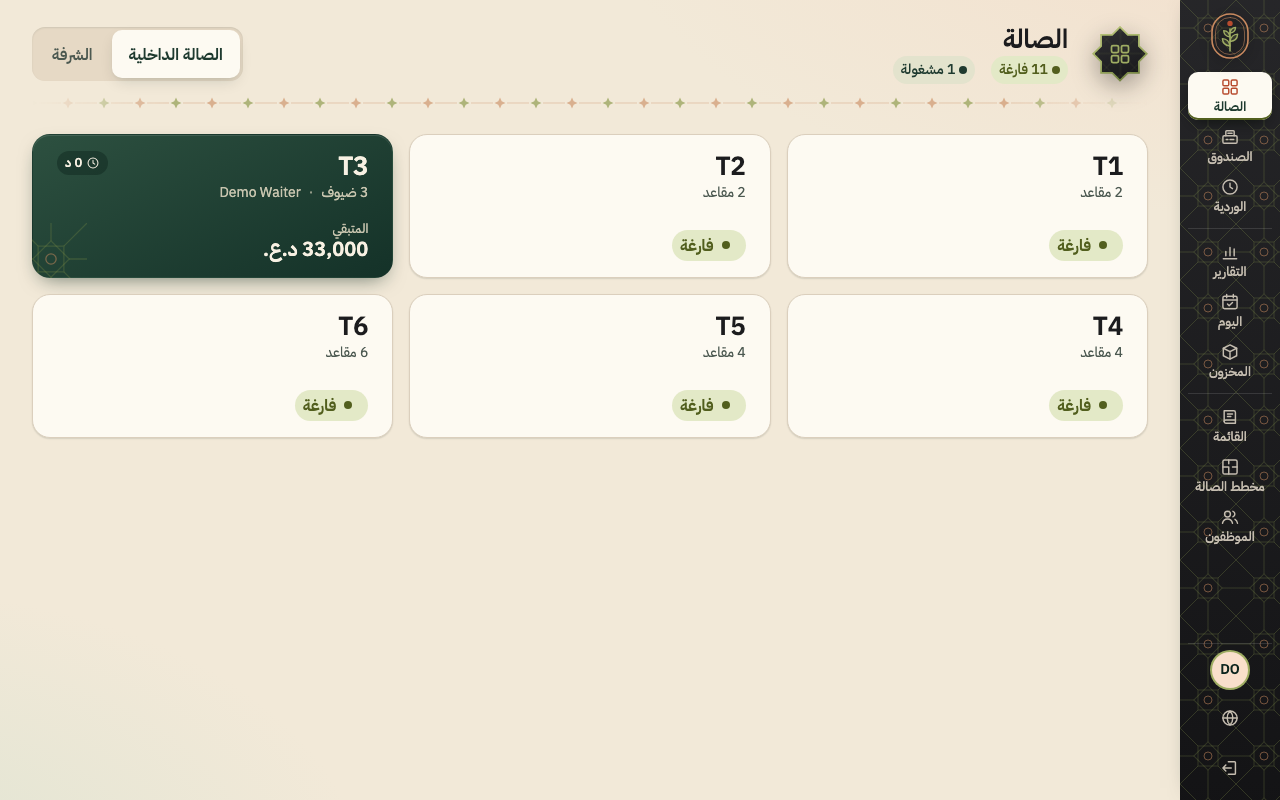 الصالة
11 فارغة
1 مشغولة
الصالة الداخلية
الشرفة
T1
2 مقاعد
فارغة
T2
2 مقاعد
فارغة
T3
0 د
3 ضيوف · Demo Waiter
المتبقي
33,000 د.ع.
T4
4 مقاعد
فارغة
T5
4 مقاعد
فارغة
T6
6 مقاعد
فارغة
الصالة
الصندوق
الوردية
التقارير
اليوم
المخزون
القائمة
مخطط الصالة
الموظفون
DO